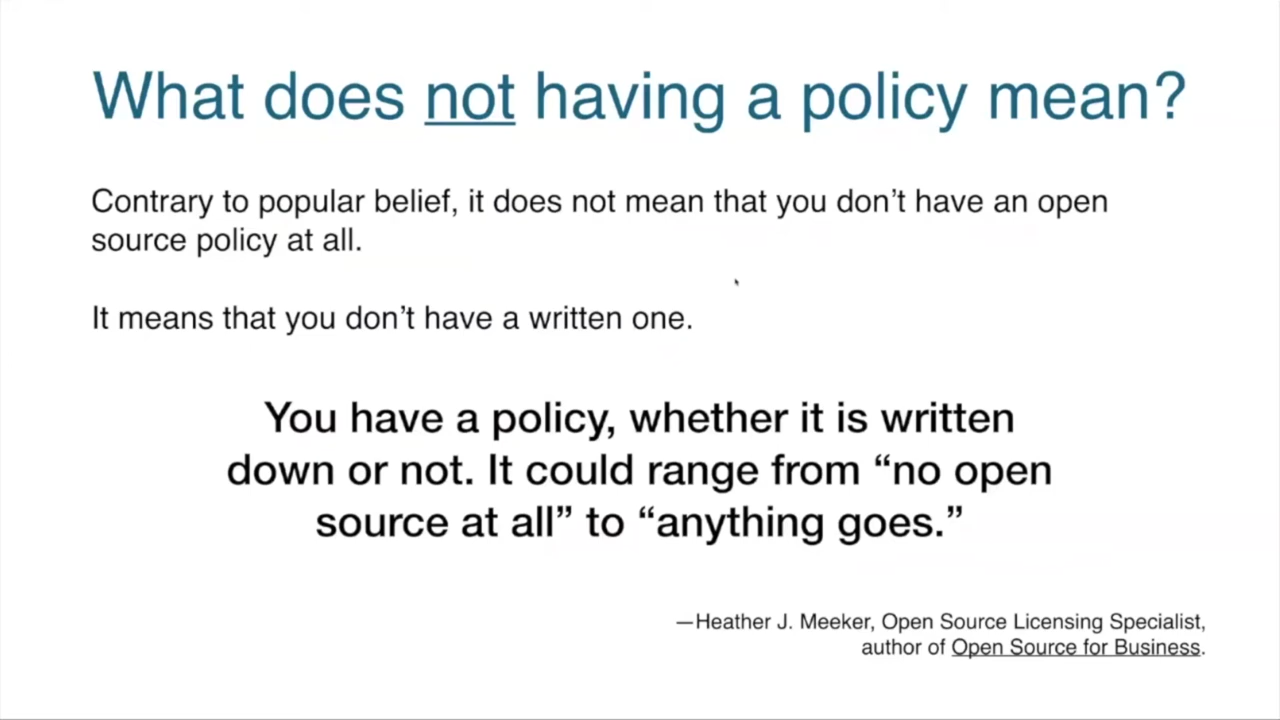 What does not having a policy mean?
Contrary to popular belief, it does not mean that you don’t have an open
source policy at all.
It means that you don’t have a written one.
You have a policy, whether it is written
down or not. It could range from “no open
source at all” to “anything goes.”
—Heather J. Meeker, Open Source Licensing Specialist,
author of Open Source for Business.